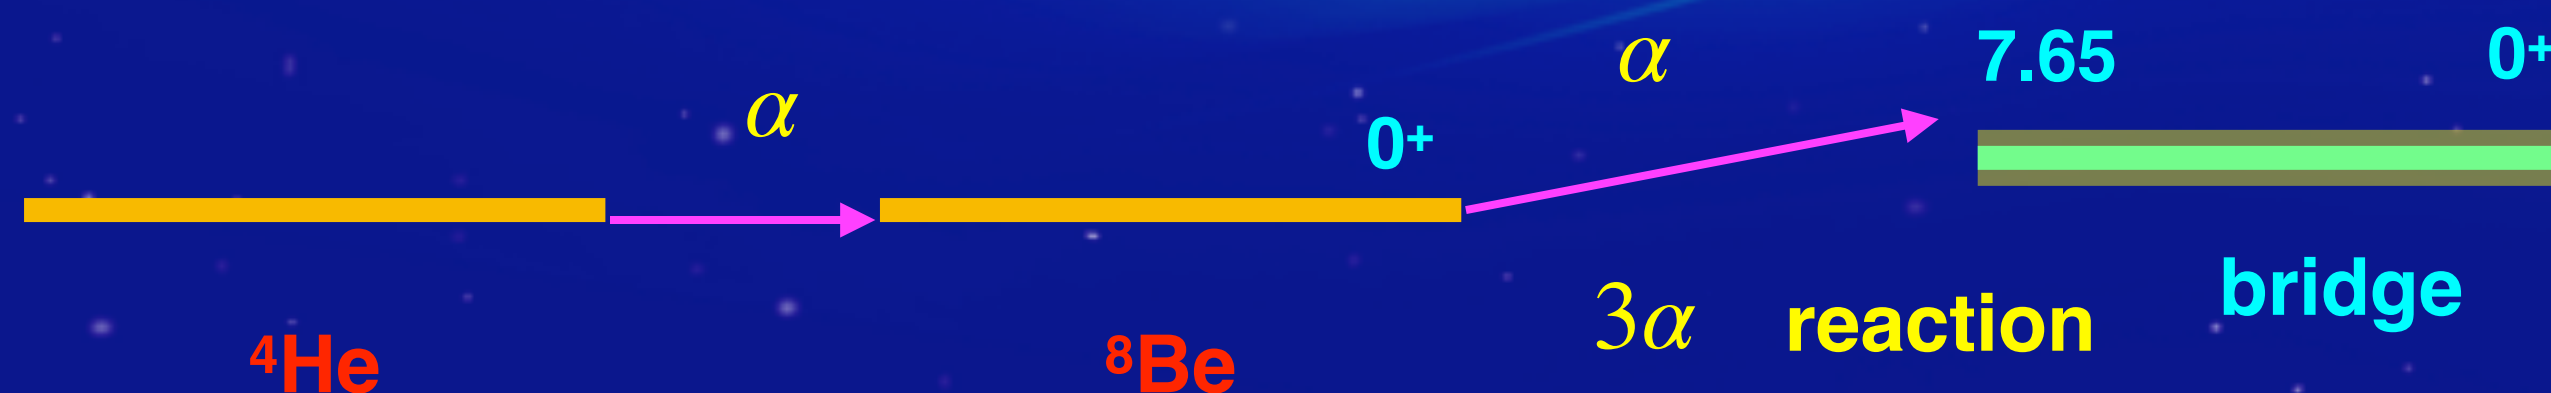 α
α
7.65
0⁺
0⁺
bridge
3α reaction
⁴He
⁸Be